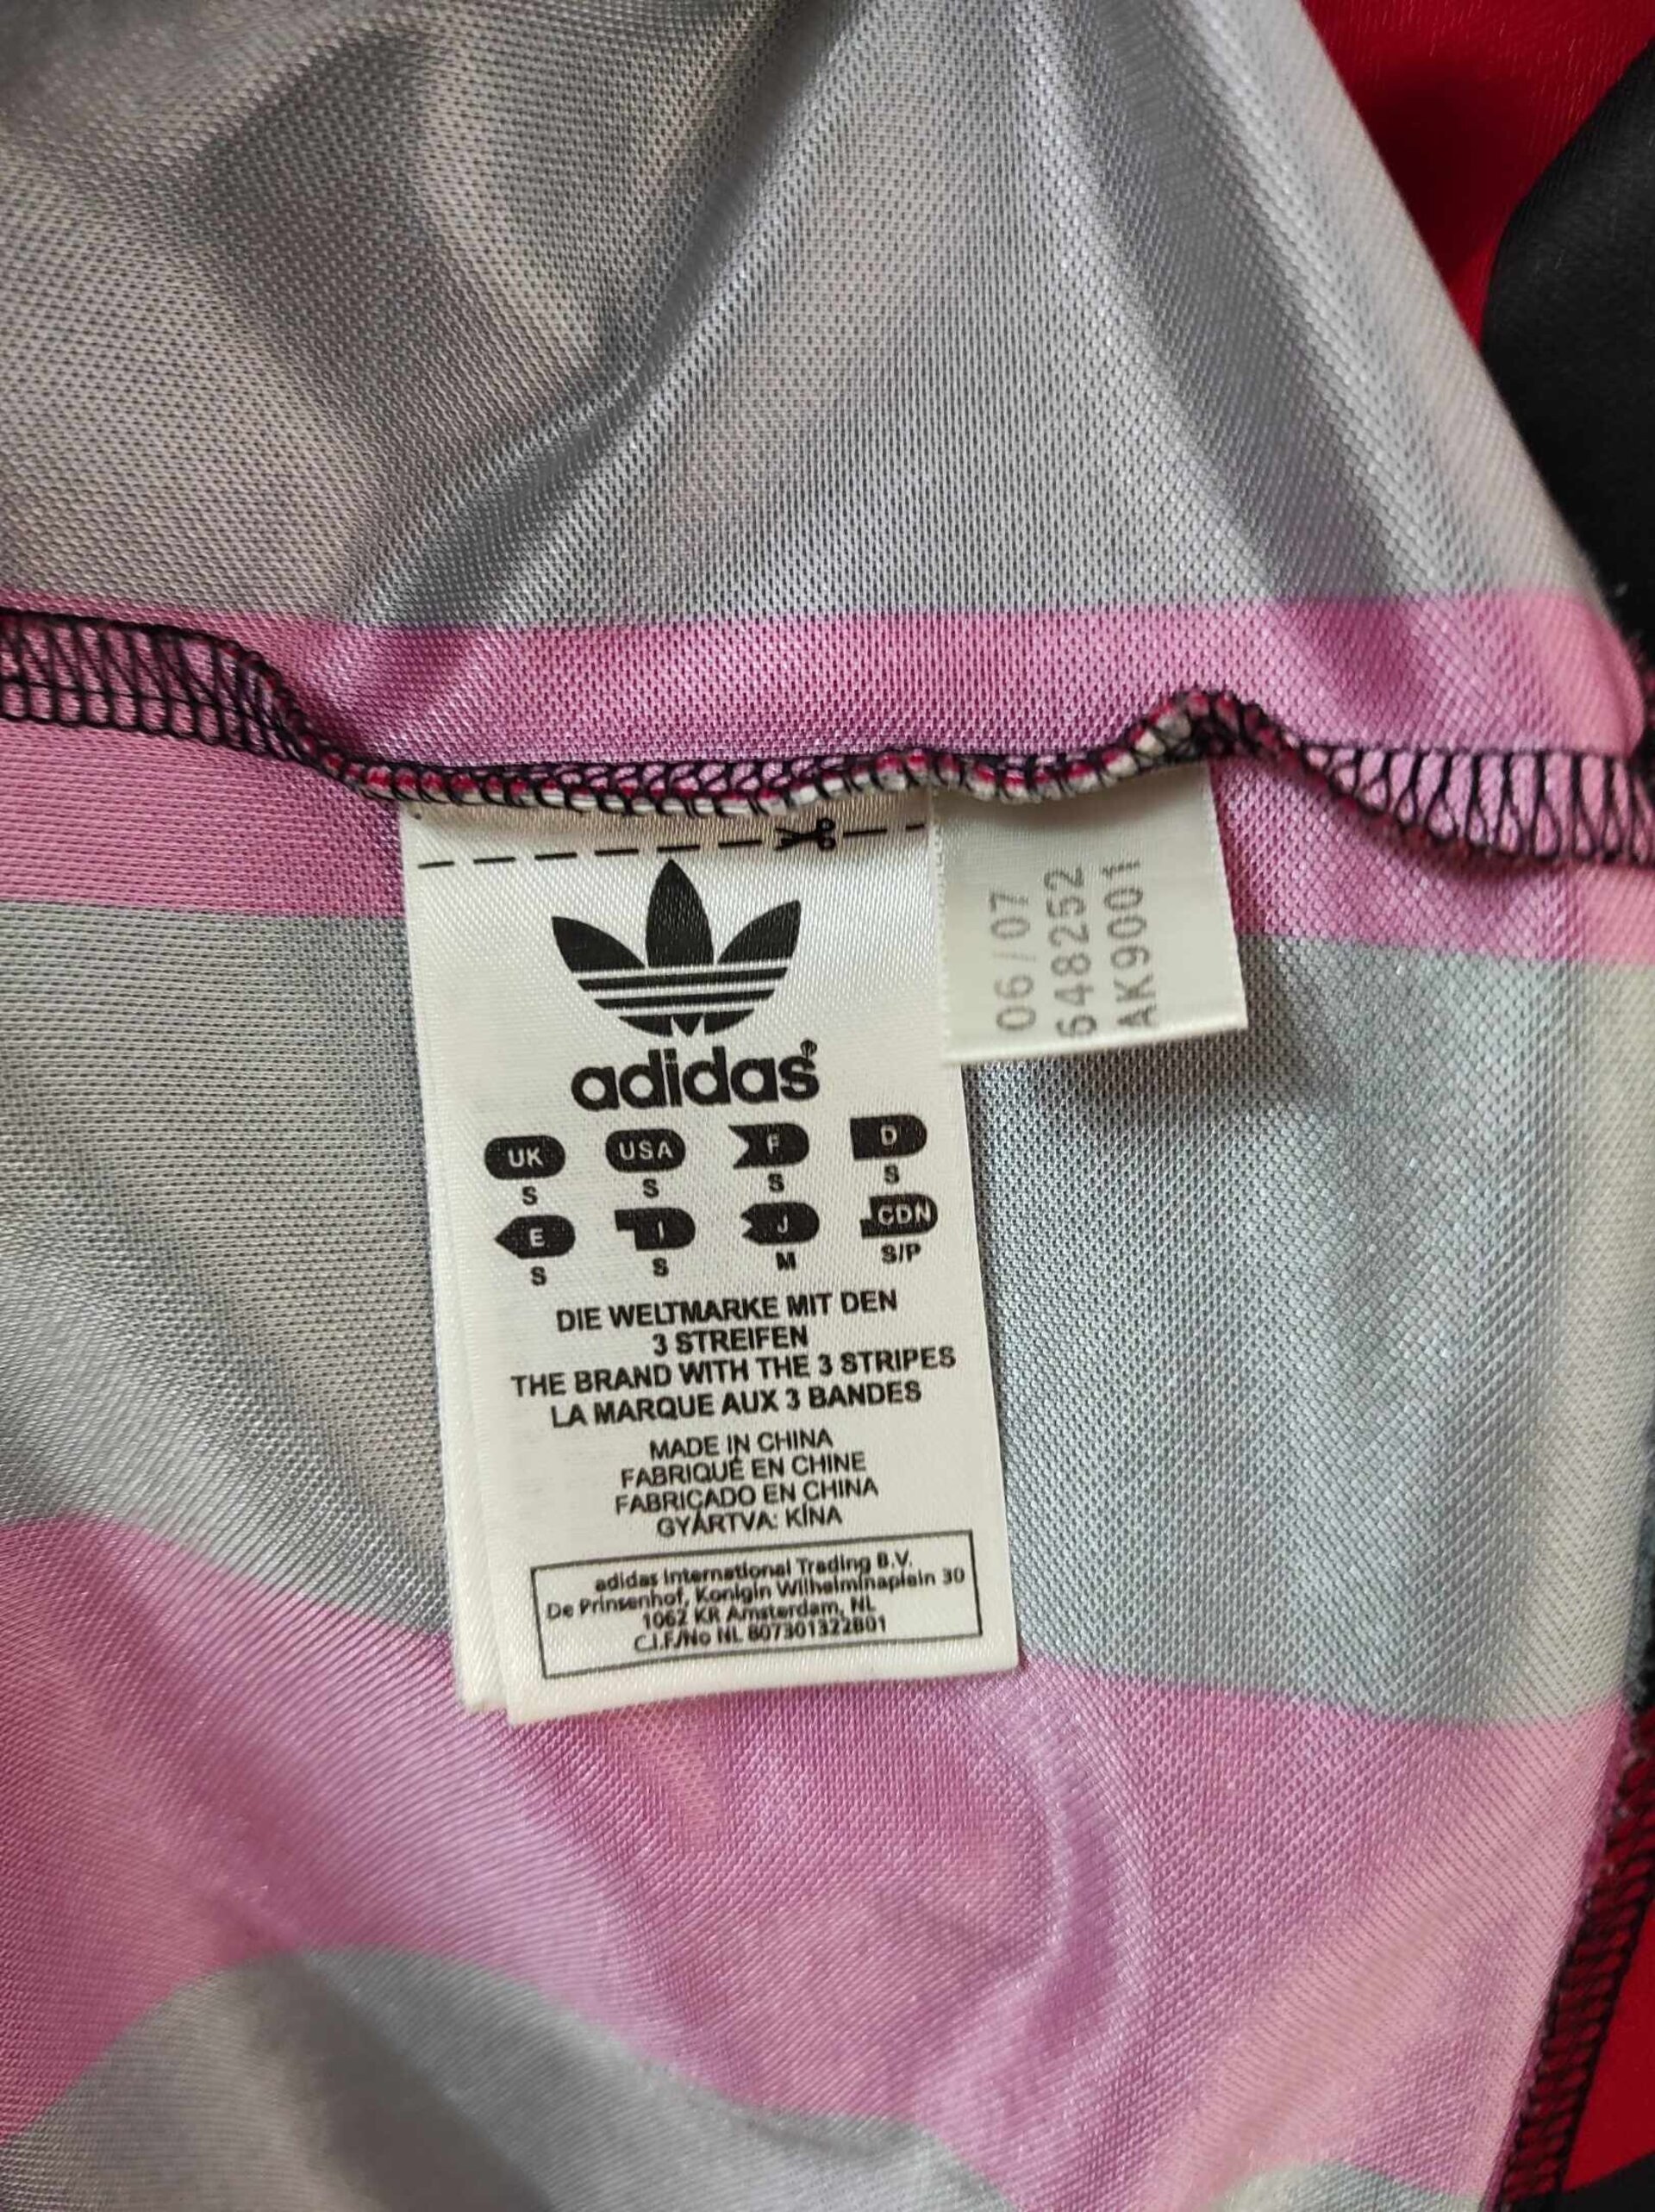 adidas®
UK USA F D
S S S S
E I J CDN
S S M S/P
DIE WELTMARKE MIT DEN
3 STREIFEN
THE BRAND WITH THE 3 STRIPES
LA MARQUE AUX 3 BANDES
MADE IN CHINA
FABRIQUÉ EN CHINE
FABRICADO EN CHINA
GYÁRTVA: KÍNA
adidas International Trading B.V.
De Prinsenhof, Konigin Wilhelminaplein 30
1062 KR Amsterdam, NL
C.I.F./No NL 807301322B01
06/07
648252
AK9001